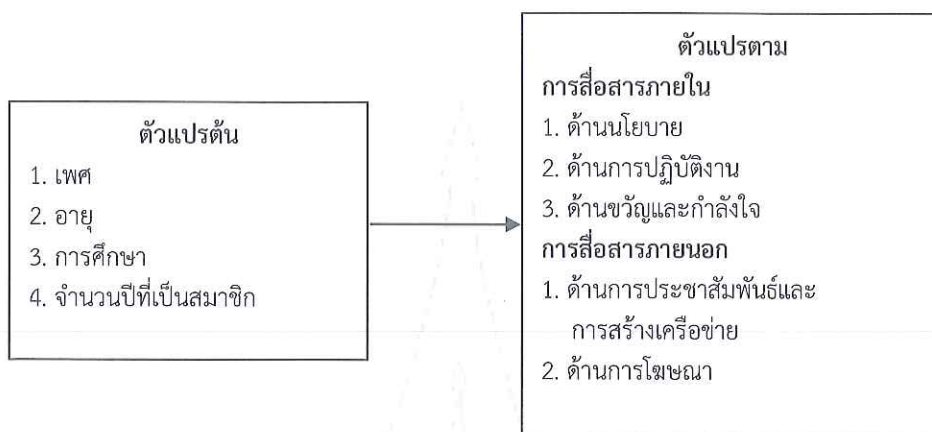 ตัวแปรต้น
1. เพศ
2. อายุ
3. การศึกษา
4. จำนวนปีที่เป็นสมาชิก
ตัวแปรตาม
การสื่อสารภายใน
1. ด้านนโยบาย
2. ด้านการปฏิบัติงาน
3. ด้านขวัญและกำลังใจ
การสื่อสารภายนอก
1. ด้านการประชาสัมพันธ์และ
การสร้างเครือข่าย
2. ด้านการโฆษณา